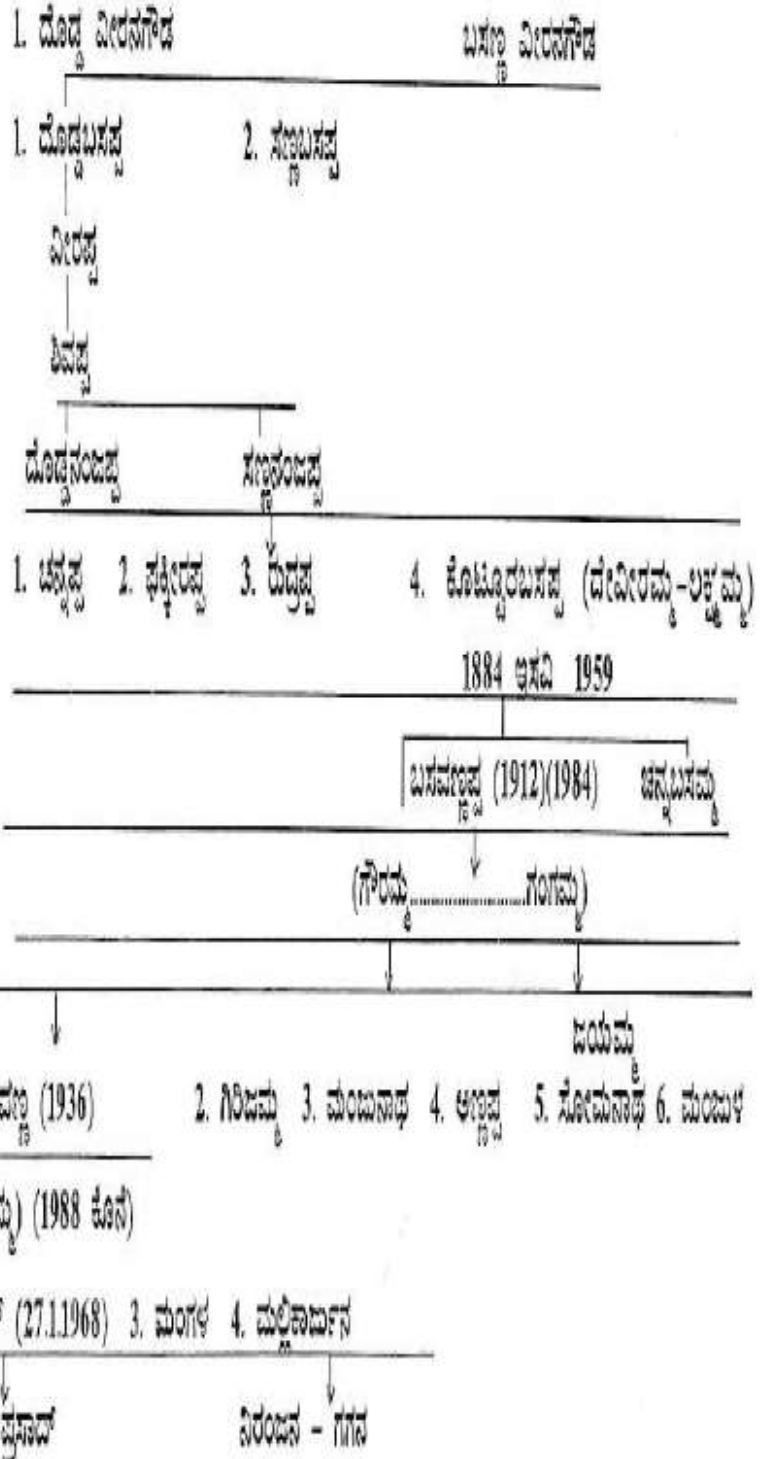 1. ದೊಡ್ಡ ವೀರನಗೌಡ ಬಸಣ್ಣ ವೀರನಗೌಡ
1. ದೊಡ್ಡಬಸಪ್ಪ 2. ಸಣ್ಣಬಸಪ್ಪ
ವೀರಪ್ಪ
ಶಿವಪ್ಪ
ದೊಡ್ಡನಂಜಪ್ಪ ಸಣ್ಣನಂಜಪ್ಪ
1. ಚನ್ನಪ್ಪ 2. ಫಕ್ಕೀರಪ್ಪ 3. ರುದ್ರಪ್ಪ 4. ಕೊಟ್ಟೂರಬಸಪ್ಪ (ದೇವೀರಮ್ಮ-ಲಕ್ಷ್ಮಮ್ಮ)
1884 ಇಸವಿ 1959
ಬಸವಣ್ಣಪ್ಪ (1912)(1984) ಚನ್ನಬಸಮ್ಮ
(ಗೌರಮ್ಮ........................ಗಂಗಮ್ಮ)
ಜಯಮ್ಮ
ವಣ್ಣ (1936) 2. ಗಿರಿಜಮ್ಮ 3. ಮಂಜುನಾಥ 4. ಅಣ್ಣಪ್ಪ 5. ಸೋಮನಾಥ 6. ಮಂಜುಳ
ಮ್ಮ) (1988 ಕೊನೆ)
(27.1.1968) 3. ಮಂಗಳ 4. ಮಲ್ಲಿಕಾರ್ಜುನ
ಪ್ರಸಾದ್ ನಿರಂಜನ - ಗಗನ